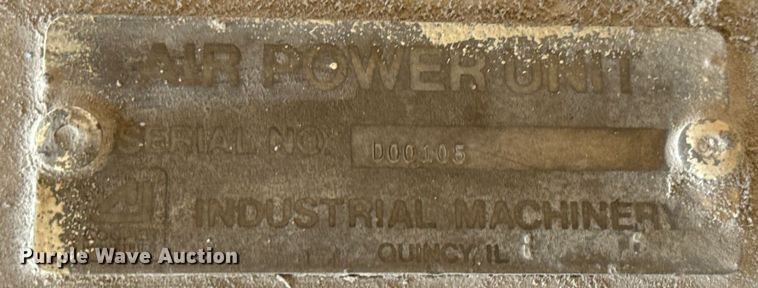 AIR POWER UNIT
SERIAL NO. D00105
INDUSTRIAL MACHINERY
QUINCY, IL
Purple Wave Auction